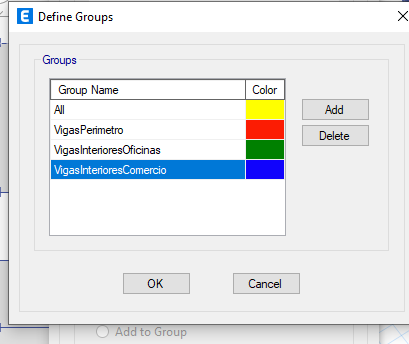 E Define Groups
Groups
Group Name Color
All
VigasPerimetro
VigasInterioresOficinas
VigasInterioresComercio
Add
Delete
OK Cancel
Add to Group